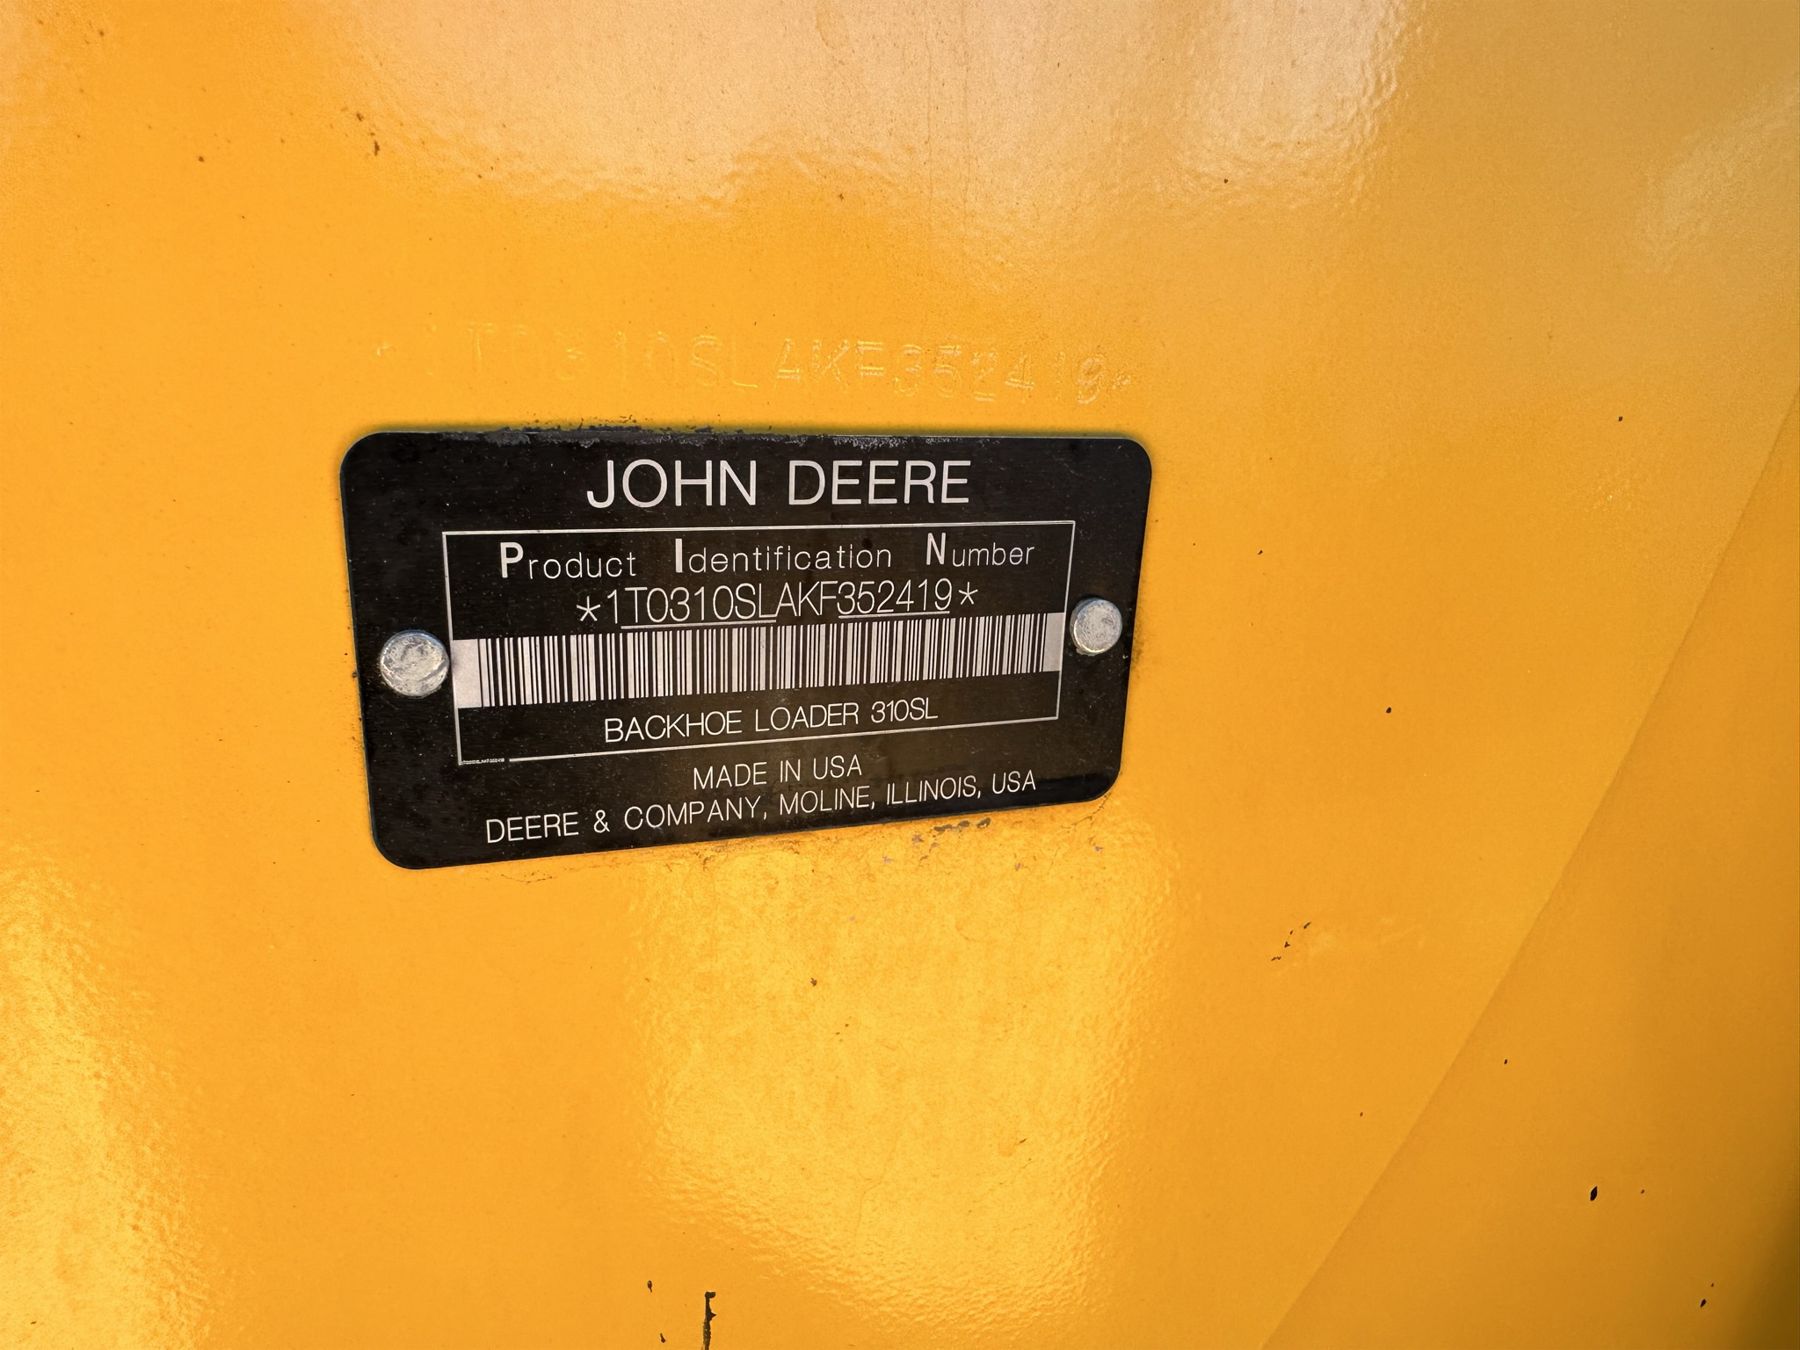 *1T0310SLAKF352419*
JOHN DEERE
Product Identification Number
*1T0310SLAKF352419*
BACKHOE LOADER 310SL
MADE IN USA
DEERE & COMPANY, MOLINE, ILLINOIS, USA